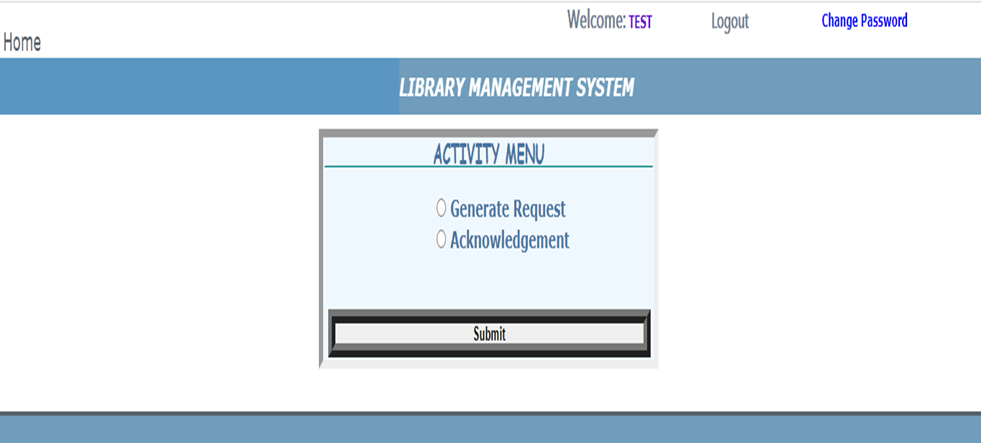 Welcome: TEST Logout Change Password
Home
LIBRARY MANAGEMENT SYSTEM
ACTIVITY MENU
Generate Request
Acknowledgement
Submit